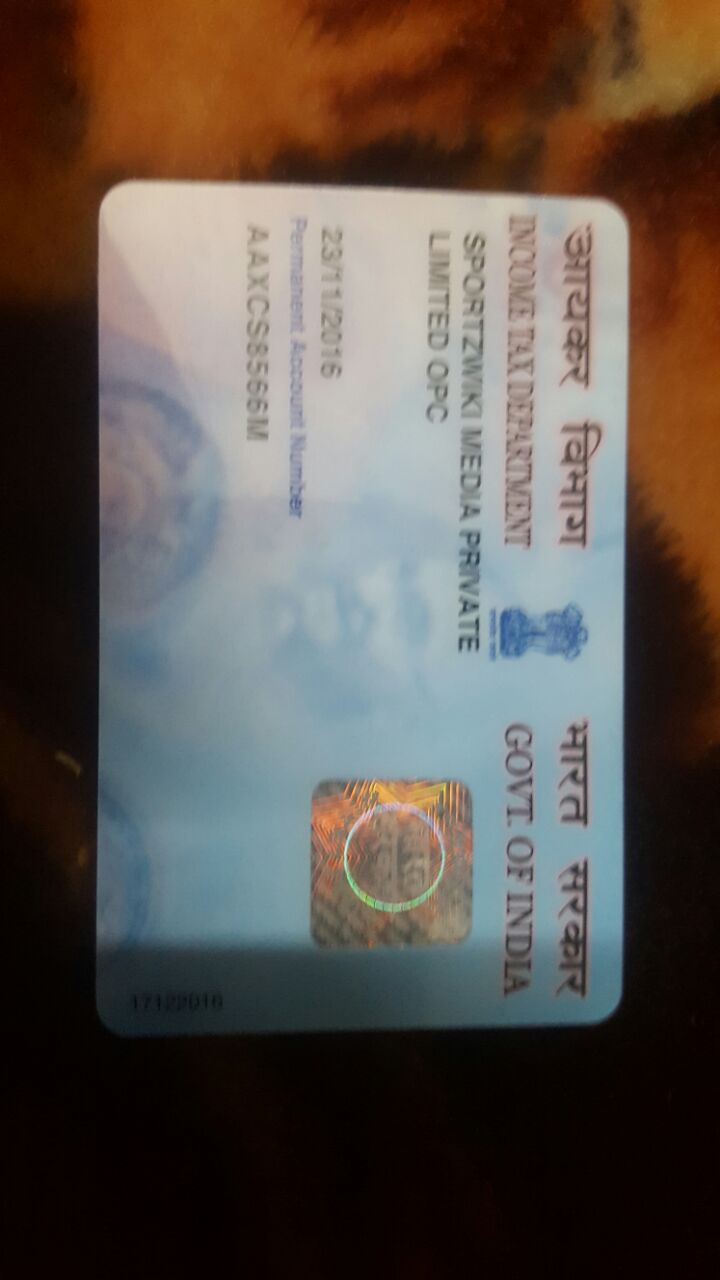 आयकर विभाग
INCOME TAX DEPARTMENT
भारत सरकार
GOVT. OF INDIA
SPORTZWIKI MEDIA PRIVATE
LIMITED OPC
23/11/2016
Permanent Account Number
AAXCS8566M
17122016